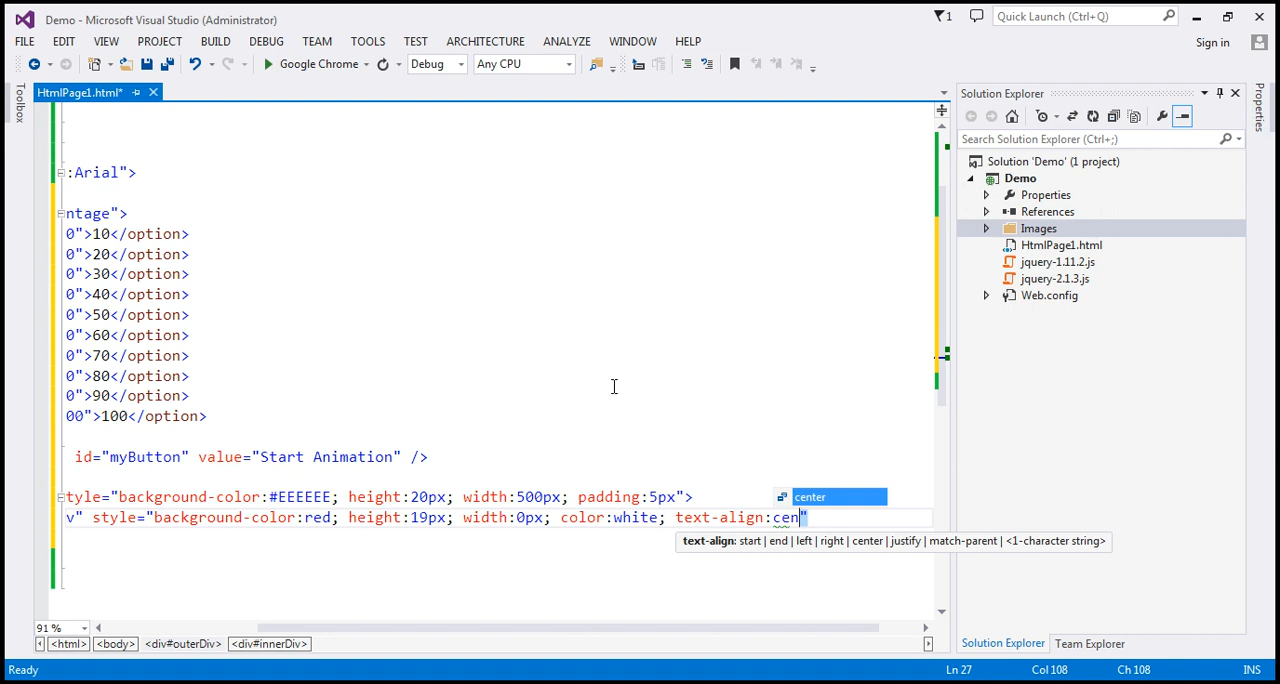 Demo - Microsoft Visual Studio (Administrator)
1
Quick Launch (Ctrl+Q)
FILE EDIT VIEW PROJECT BUILD DEBUG TEAM TOOLS TEST ARCHITECTURE ANALYZE WINDOW HELP
Sign in
Google Chrome Debug Any CPU
Toolbox
HtmlPage1.html*
:Arial">
ntage">
0">10</option>
0">20</option>
0">30</option>
0">40</option>
0">50</option>
0">60</option>
0">70</option>
0">80</option>
0">90</option>
00">100</option>
id="myButton" value="Start Animation" />
tyle="background-color:#EEEEEE; height:20px; width:500px; padding:5px">
center
v" style="background-color:red; height:19px; width:0px; color:white; text-align:cen"
text-align: start | end | left | right | center | justify | match-parent | <1-character string>
91 %
<html> <body> <div#outerDiv> <div#innerDiv>
Solution Explorer
Search Solution Explorer (Ctrl+;)
Solution 'Demo' (1 project)
Demo
Properties
References
Images
HtmlPage1.html
jquery-1.11.2.js
jquery-2.1.3.js
Web.config
Solution Explorer Team Explorer
Properties
Ready Ln 27 Col 108 Ch 108 INS